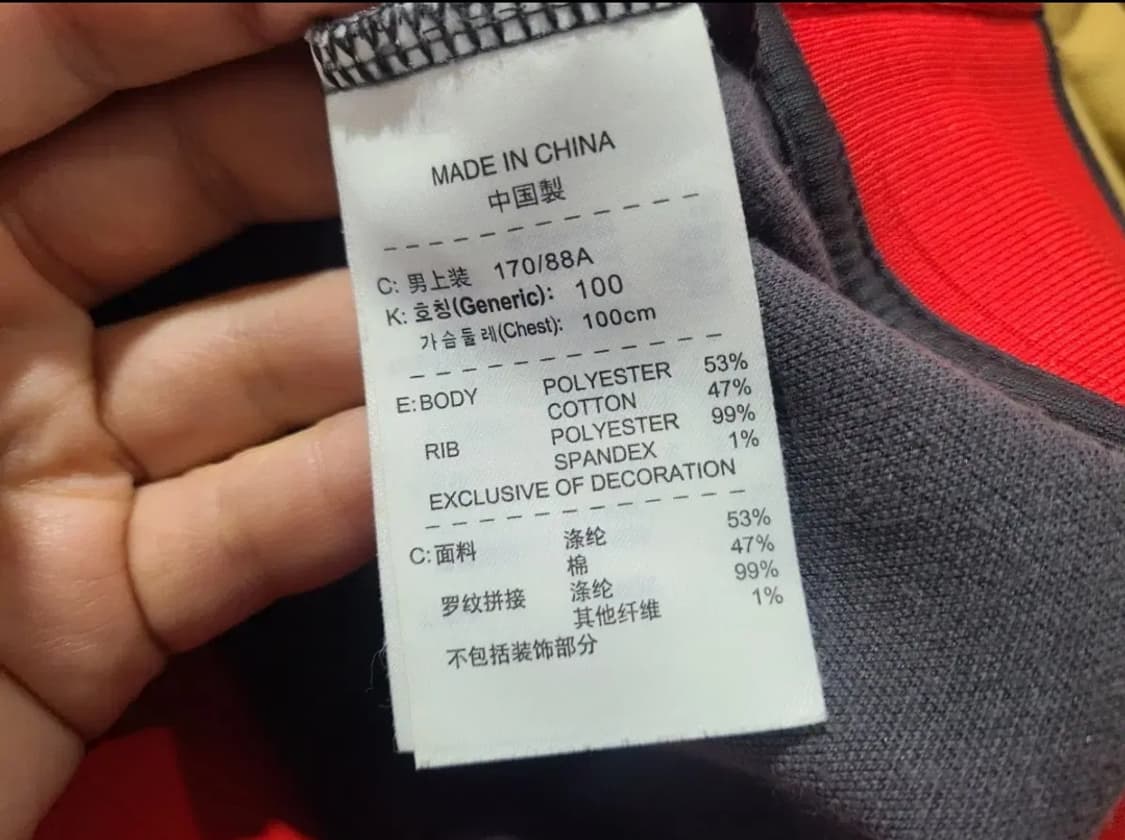 MADE IN CHINA
中国製
C: 男上装 170/88A
K: 호칭(Generic): 100
가슴둘레(Chest): 100cm
E: BODY POLYESTER 53%
COTTON 47%
RIB POLYESTER 99%
SPANDEX 1%
EXCLUSIVE OF DECORATION
C: 面料 涤纶 53%
棉 47%
罗纹拼接 涤纶 99%
其他纤维 1%
不包括装饰部分